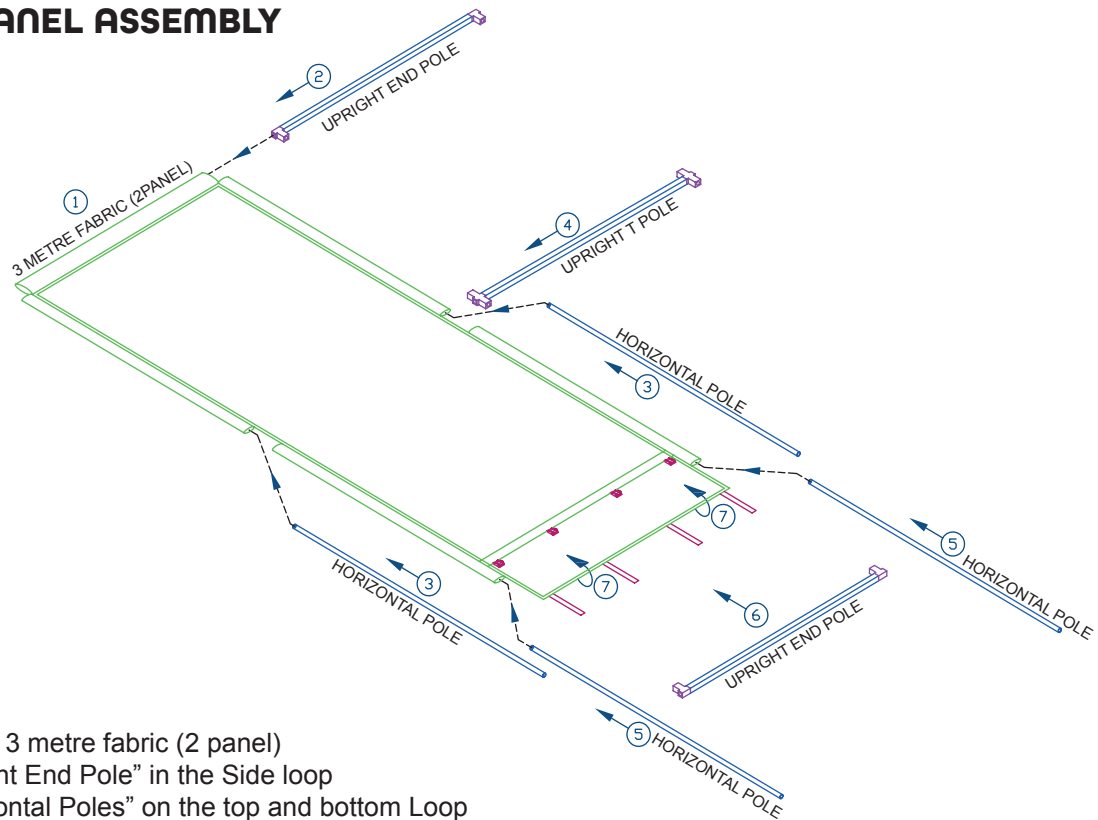 ANEL ASSEMBLY
2
UPRIGHT END POLE
1
3 METRE FABRIC (2PANEL)
4
UPRIGHT T POLE
HORIZONTAL POLE
3
7
5
HORIZONTAL POLE
3
HORIZONTAL POLE
7
6
UPRIGHT END POLE
5
HORIZONTAL POLE
3 metre fabric (2 panel)
nt End Pole” in the Side loop
ontal Poles” on the top and bottom Loop